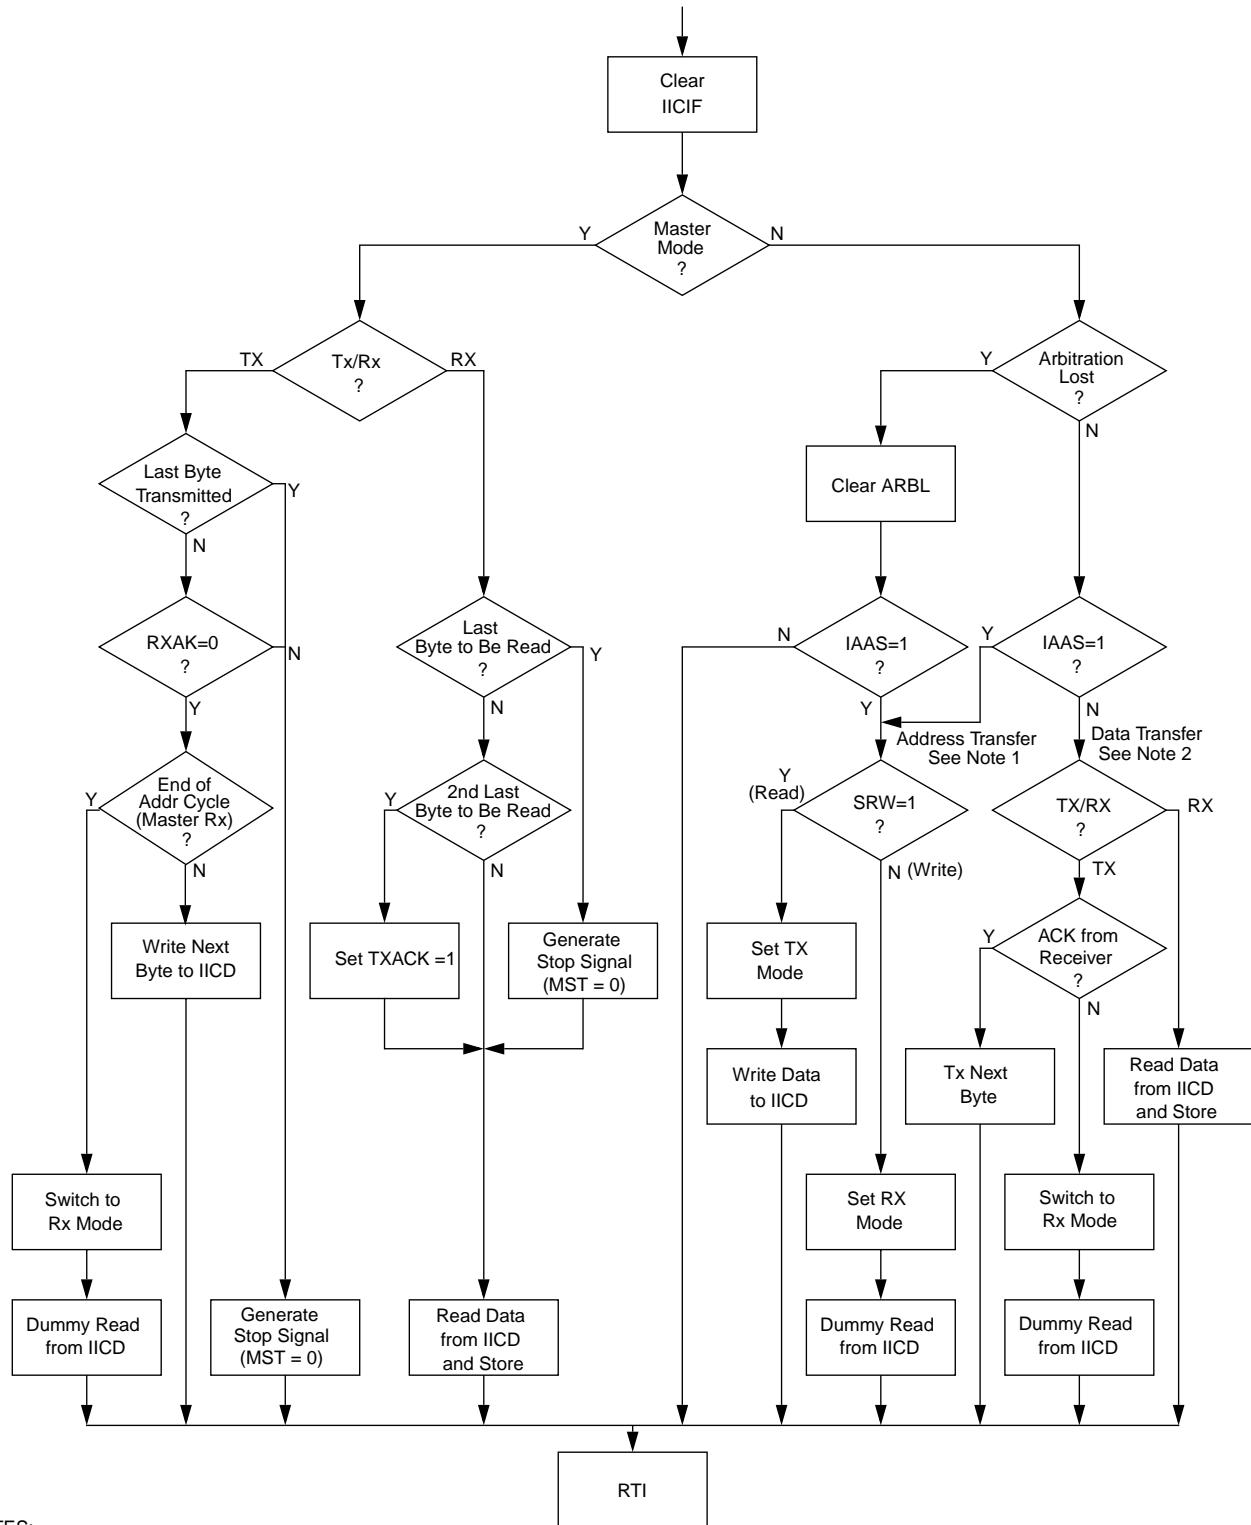 Clear
IICIF
Master
Mode
?
Y
N
Tx/Rx
?
TX
RX
Arbitration
Lost
?
Y
N
Last Byte
Transmitted
?
Y
N
Clear ARBL
RXAK=0
?
N
Y
Last
Byte to Be Read
?
Y
N
IAAS=1
?
N
Y
IAAS=1
?
Y
N
Address Transfer
See Note 1
Data Transfer
See Note 2
End of
Addr Cycle
(Master Rx)
?
Y
N
2nd Last
Byte to Be Read
?
Y
N
Y
(Read)
SRW=1
?
N (Write)
TX/RX
?
RX
TX
Write Next
Byte to IICD
Set TXACK =1
Generate
Stop Signal
(MST = 0)
Set TX
Mode
ACK from
Receiver
?
Y
N
Write Data
to IICD
Tx Next
Byte
Read Data
from IICD
and Store
Switch to
Rx Mode
Set RX
Mode
Switch to
Rx Mode
Dummy Read
from IICD
Generate
Stop Signal
(MST = 0)
Read Data
from IICD
and Store
Dummy Read
from IICD
Dummy Read
from IICD
RTI